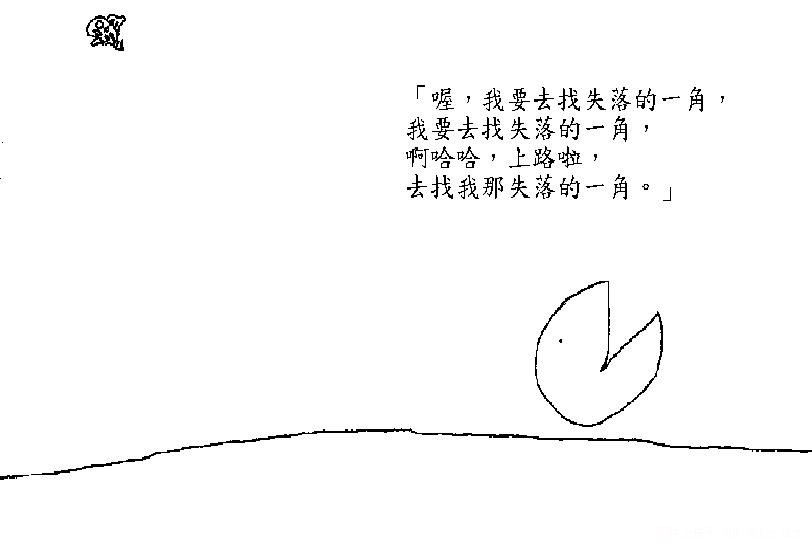 「喔，我要去找失落的一角，
我要去找失落的一角，
啊哈哈，上路啦，
去找我那失落的一角。」